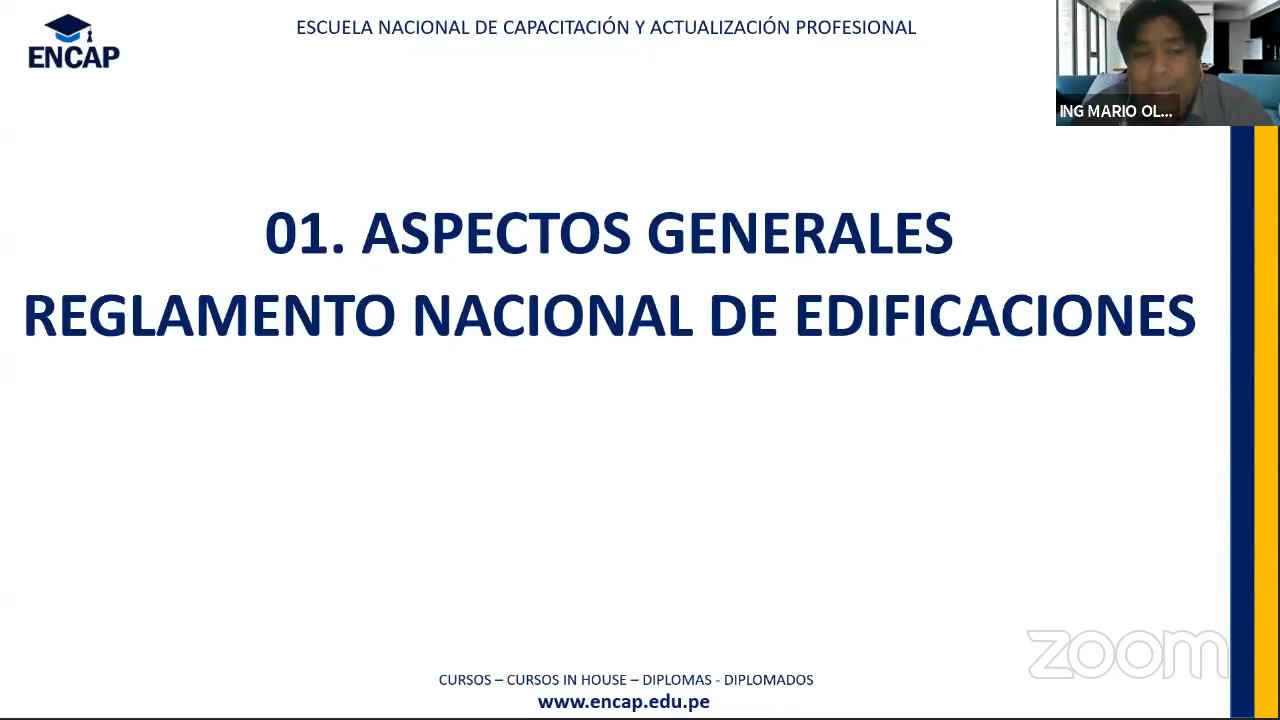 ESCUELA NACIONAL DE CAPACITACIÓN Y ACTUALIZACIÓN PROFESIONAL
ENCAP
ING MARIO OL...
01. ASPECTOS GENERALES
REGLAMENTO NACIONAL DE EDIFICACIONES
zoom
CURSOS – CURSOS IN HOUSE – DIPLOMAS - DIPLOMADOS
www.encap.edu.pe